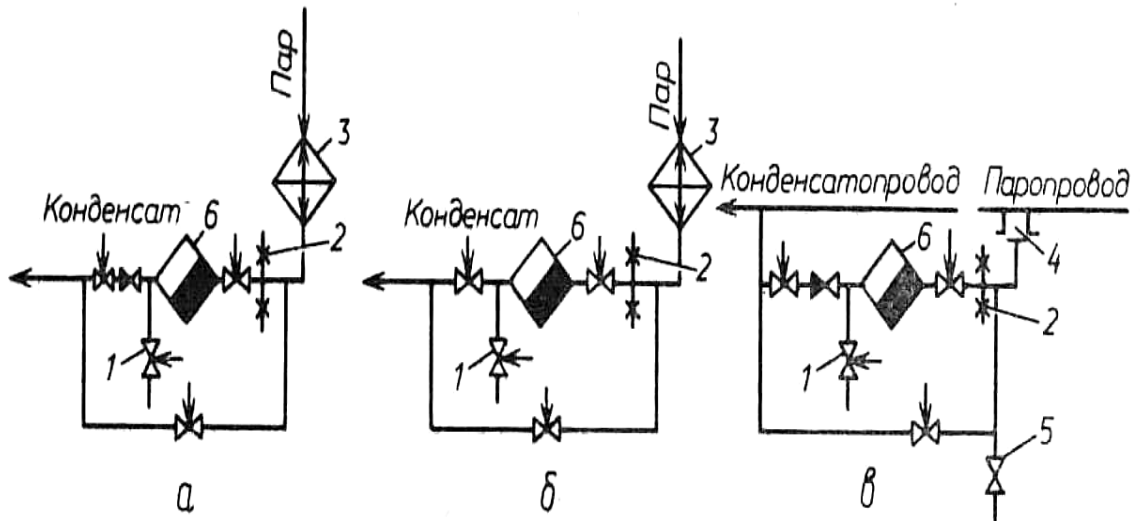 Пар
3
Конденсат
6
2
1
а
Пар
3
Конденсат
6
2
1
б
Конденсатопровод
Паропровод
6
4
2
1
5
в